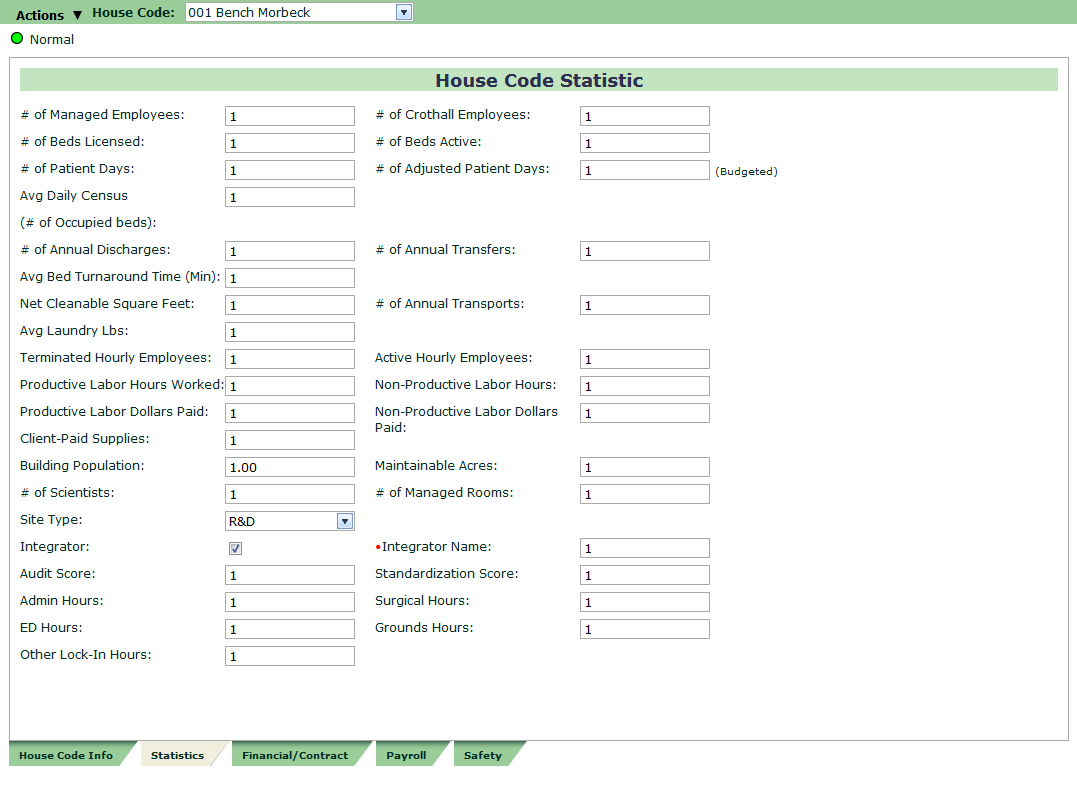 Actions ▼ House Code: 001 Bench Morbeck
Normal
House Code Statistic
# of Managed Employees: 1 # of Crothall Employees: 1
# of Beds Licensed: 1 # of Beds Active: 1
# of Patient Days: 1 # of Adjusted Patient Days: 1 (Budgeted)
Avg Daily Census 1
(# of Occupied beds):
# of Annual Discharges: 1 # of Annual Transfers: 1
Avg Bed Turnaround Time (Min): 1
Net Cleanable Square Feet: 1 # of Annual Transports: 1
Avg Laundry Lbs: 1
Terminated Hourly Employees: 1 Active Hourly Employees: 1
Productive Labor Hours Worked: 1 Non-Productive Labor Hours: 1
Productive Labor Dollars Paid: 1 Non-Productive Labor Dollars 1
Paid:
Client-Paid Supplies: 1
Building Population: 1.00 Maintainable Acres: 1
# of Scientists: 1 # of Managed Rooms: 1
Site Type: R&D
Integrator: •Integrator Name: 1
Audit Score: 1 Standardization Score: 1
Admin Hours: 1 Surgical Hours: 1
ED Hours: 1 Grounds Hours: 1
Other Lock-In Hours: 1
House Code Info Statistics Financial/Contract Payroll Safety